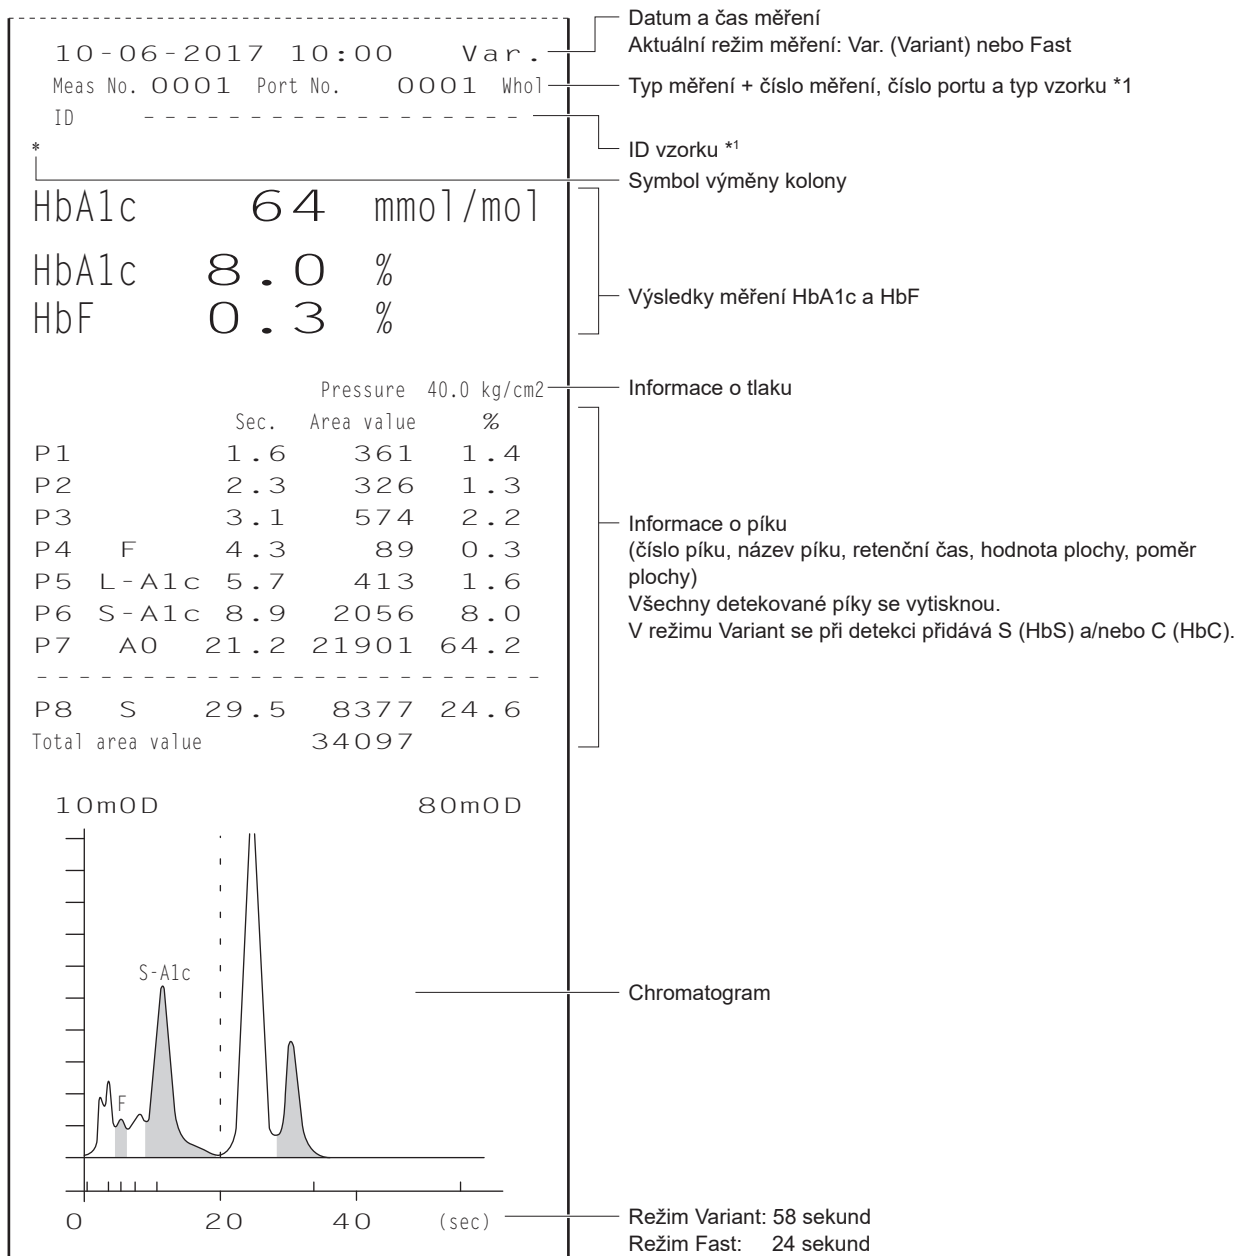 10-06-2017 10:00 Var.
Meas No. 0001 Port No. 0001 Whol
ID - - - - - - - - - - - - - - - - - -
*
HbA1c 64 mmol/mol
HbA1c 8.0 %
HbF 0.3 %
Pressure 40.0 kg/cm2
Sec. Area value %
P1 1.6 361 1.4
P2 2.3 326 1.3
P3 3.1 574 2.2
P4 F 4.3 89 0.3
P5 L-A1c 5.7 413 1.6
P6 S-A1c 8.9 2056 8.0
P7 A0 21.2 21901 64.2
- - - - - - - - - - - - - - - - - - - - - - - -
P8 S 29.5 8377 24.6
Total area value 34097
10mOD 80mOD
S-A1c
F
0 20 40 (sec)
Datum a čas měření
Aktuální režim měření: Var. (Variant) nebo Fast
Typ měření + číslo měření, číslo portu a typ vzorku *1
ID vzorku *1
Symbol výměny kolony
Výsledky měření HbA1c a HbF
Informace o tlaku
Informace o píku
(číslo píku, název píku, retenční čas, hodnota plochy, poměr
plochy)
Všechny detekované píky se vytisknou.
V režimu Variant se při detekci přidává S (HbS) a/nebo C (HbC).
Chromatogram
Režim Variant: 58 sekund
Režim Fast: 24 sekund